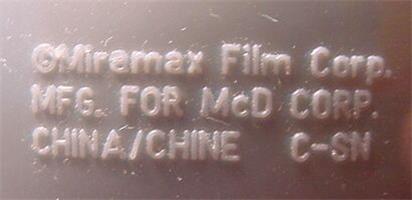 ©Miramax Film Corp.
MFG. FOR McD CORP.
CHINA/CHINE C-SN